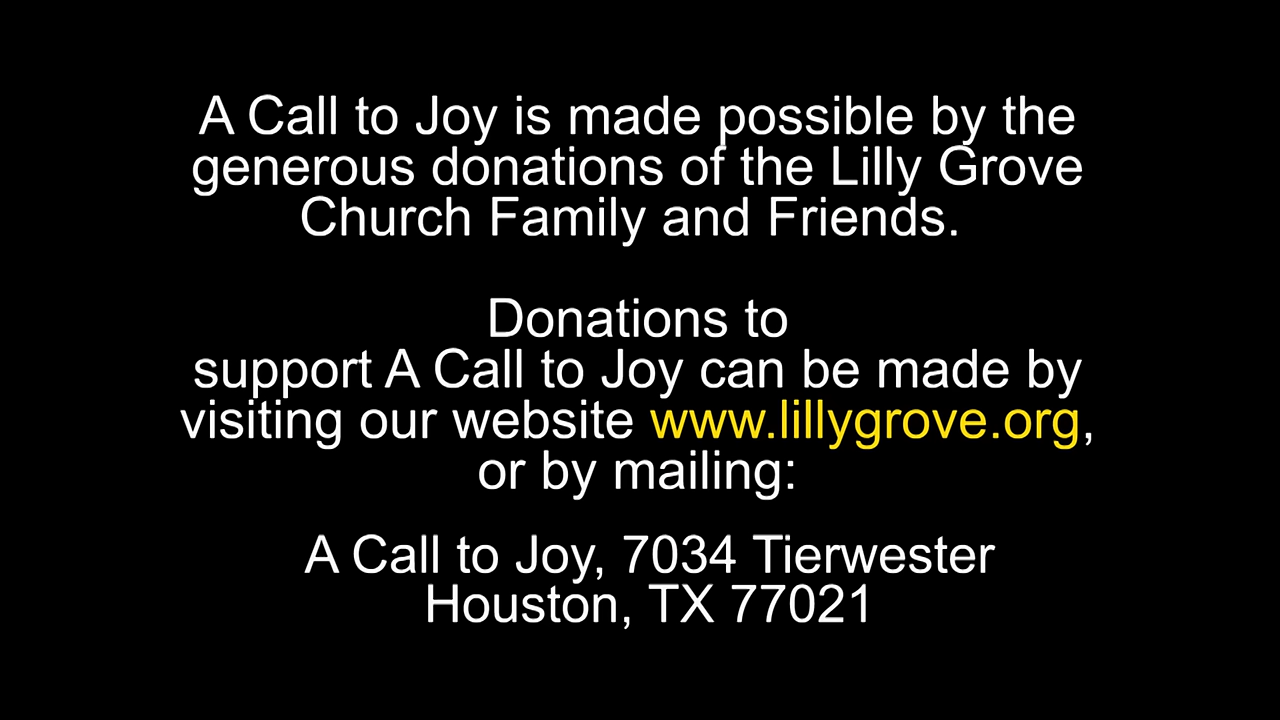 A Call to Joy is made possible by the
generous donations of the Lilly Grove
Church Family and Friends.
Donations to
support A Call to Joy can be made by
visiting our website www.lillygrove.org,
or by mailing:
A Call to Joy, 7034 Tierwester
Houston, TX 77021